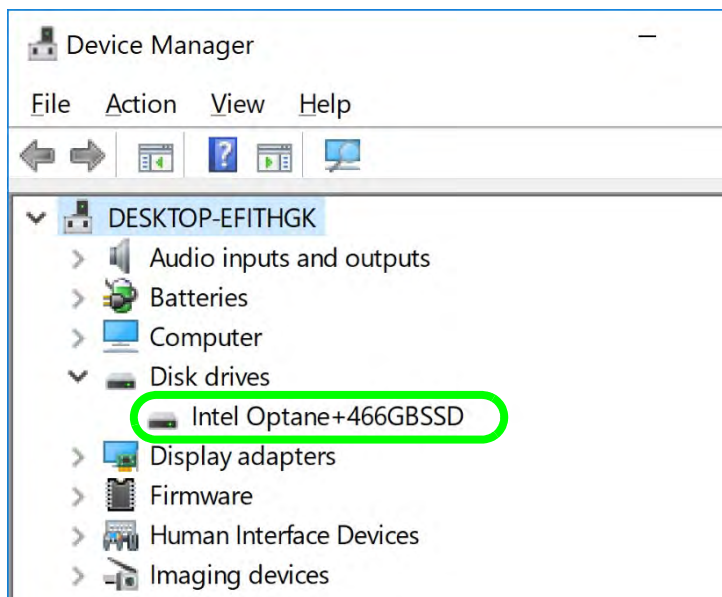 Device Manager
File Action View Help
DESKTOP-EFITHGK
Audio inputs and outputs
Batteries
Computer
Disk drives
Intel Optane+466GBSSD
Display adapters
Firmware
Human Interface Devices
Imaging devices